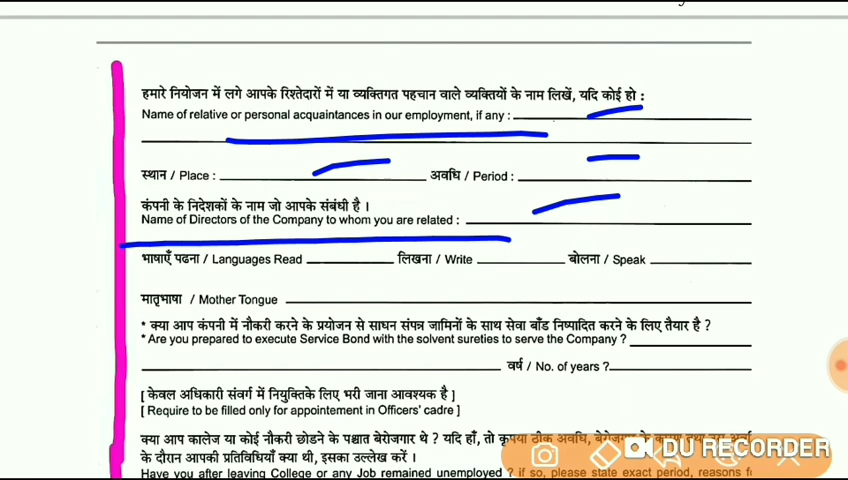 हमारे नियोजन में लगे आपके रिश्तेदारों में या व्यक्तिगत पहचान वाले व्यक्तियों के नाम लिखें, यदि कोई हो :
Name of relative or personal acquaintances in our employment, if any :
स्थान / Place : अवधि / Period :
कंपनी के निदेशकों के नाम जो आपके संबंधी है ।
Name of Directors of the Company to whom you are related :
भाषाएँ पढना / Languages Read लिखना / Write बोलना / Speak
मातृभाषा / Mother Tongue
* क्या आप कंपनी में नौकरी करने के प्रयोजन से साघन संपत्र जामिनों के साथ सेवा बाँड निष्पादित करने के लिए तैयार है ?
* Are you prepared to execute Service Bond with the solvent sureties to serve the Company ?
वर्ष / No. of years ?
[ केवल अधिकारी संवर्ग में नियुक्तिके लिए भरी जाना आवश्यक है ]
[ Require to be filled only for appointement in Officers' cadre ]
क्या आप कालेज या कोई नौकरी छोडने के पश्चात बेरोजगार थे ? यदि हाँ, तो कृपया ठीक अवधि,
के दौरान आपकी प्रतिविधियाँ क्या थी, इसका उल्लेख करें ।
DU RECORDER
Have you after leaving College or any Job remained unemployed ? if so, please state exact period, reasons